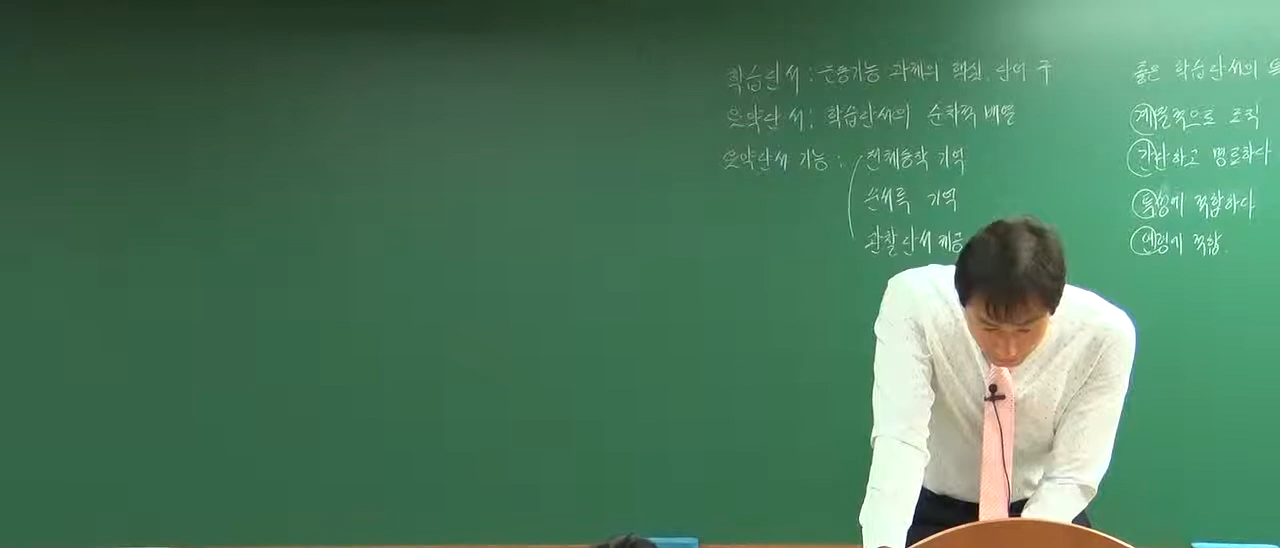 학습단서 : 운동기능 과제의 핵심. 단어 구
요약단서 : 학습단서의 순차적 배열
요약단서 기능 : 전체동작 기억
순서를 기억
관찰단서 제공
좋은 학습단서의 특
계열적으로 조직
간단하고 명료하다
특성에 적합하다
연령에 적합.